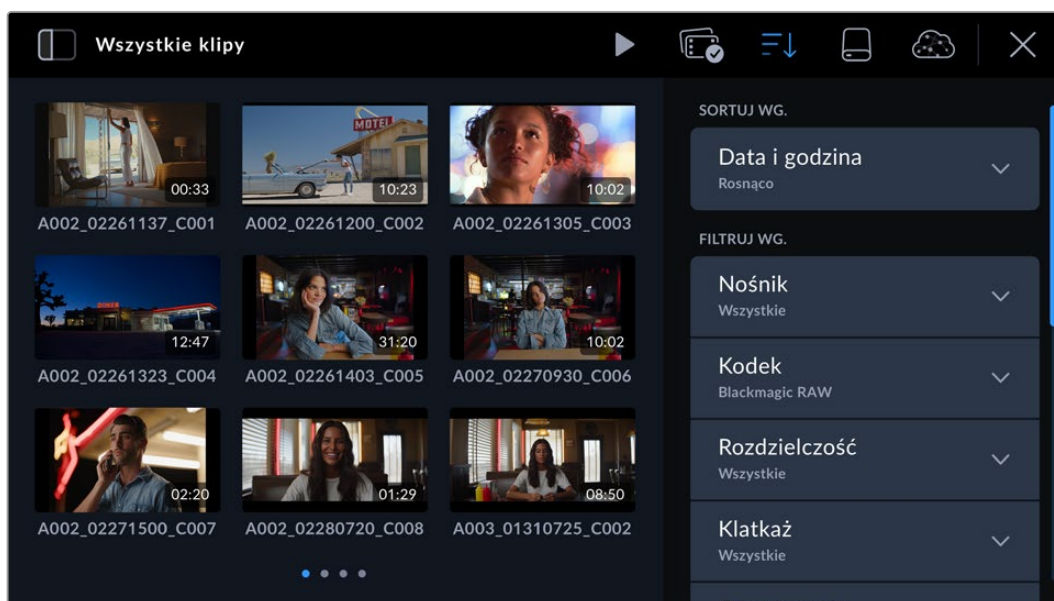 Wszystkie klipy
SORTUJ WG.
Data i godzina
Rosnąco
FILTRUJ WG.
Nośnik
Wszystkie
Kodek
Blackmagic RAW
Rozdzielczość
Wszystkie
Klatkaż
Wszystkie
MOTEL
00:33
10:23
10:02
A002_02261137_C001
A002_02261200_C002
A002_02261305_C003
DINER
12:47
31:20
10:02
A002_02261323_C004
A002_02261403_C005
A002_02270930_C006
02:20
01:29
08:50
A002_02271500_C007
A002_02280720_C008
A003_01310725_C002